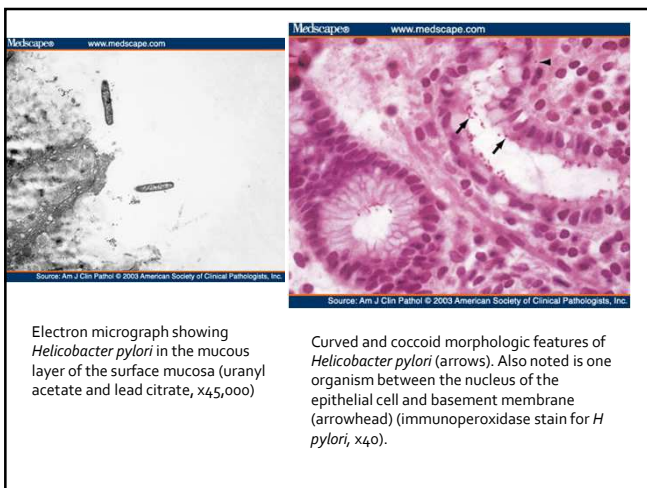 Medscape® www.medscape.com
Source: Am J Clin Pathol © 2003 American Society of Clinical Pathologists, Inc.
Electron micrograph showing
Helicobacter pylori in the mucous
layer of the surface mucosa (uranyl
acetate and lead citrate, x45,000)
Medscape® www.medscape.com
Source: Am J Clin Pathol © 2003 American Society of Clinical Pathologists, Inc.
Curved and coccoid morphologic features of
Helicobacter pylori (arrows). Also noted is one
organism between the nucleus of the
epithelial cell and basement membrane
(arrowhead) (immunoperoxidase stain for H
pylori, x40).